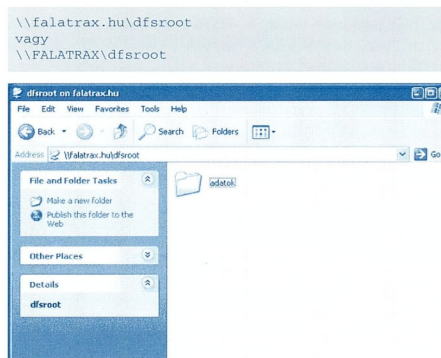 \\falatrax.hu\dfsroot
vagy
\\FALATRAX\dfsroot
dfsroot on falatrax.hu
File Edit View Favorites Tools Help
Back Search Folders
Address \\falatrax.hu\dfsroot Go
File and Folder Tasks
Make a new folder
Publish this folder to the
Web
Other Places
Details
dfsroot
adatok